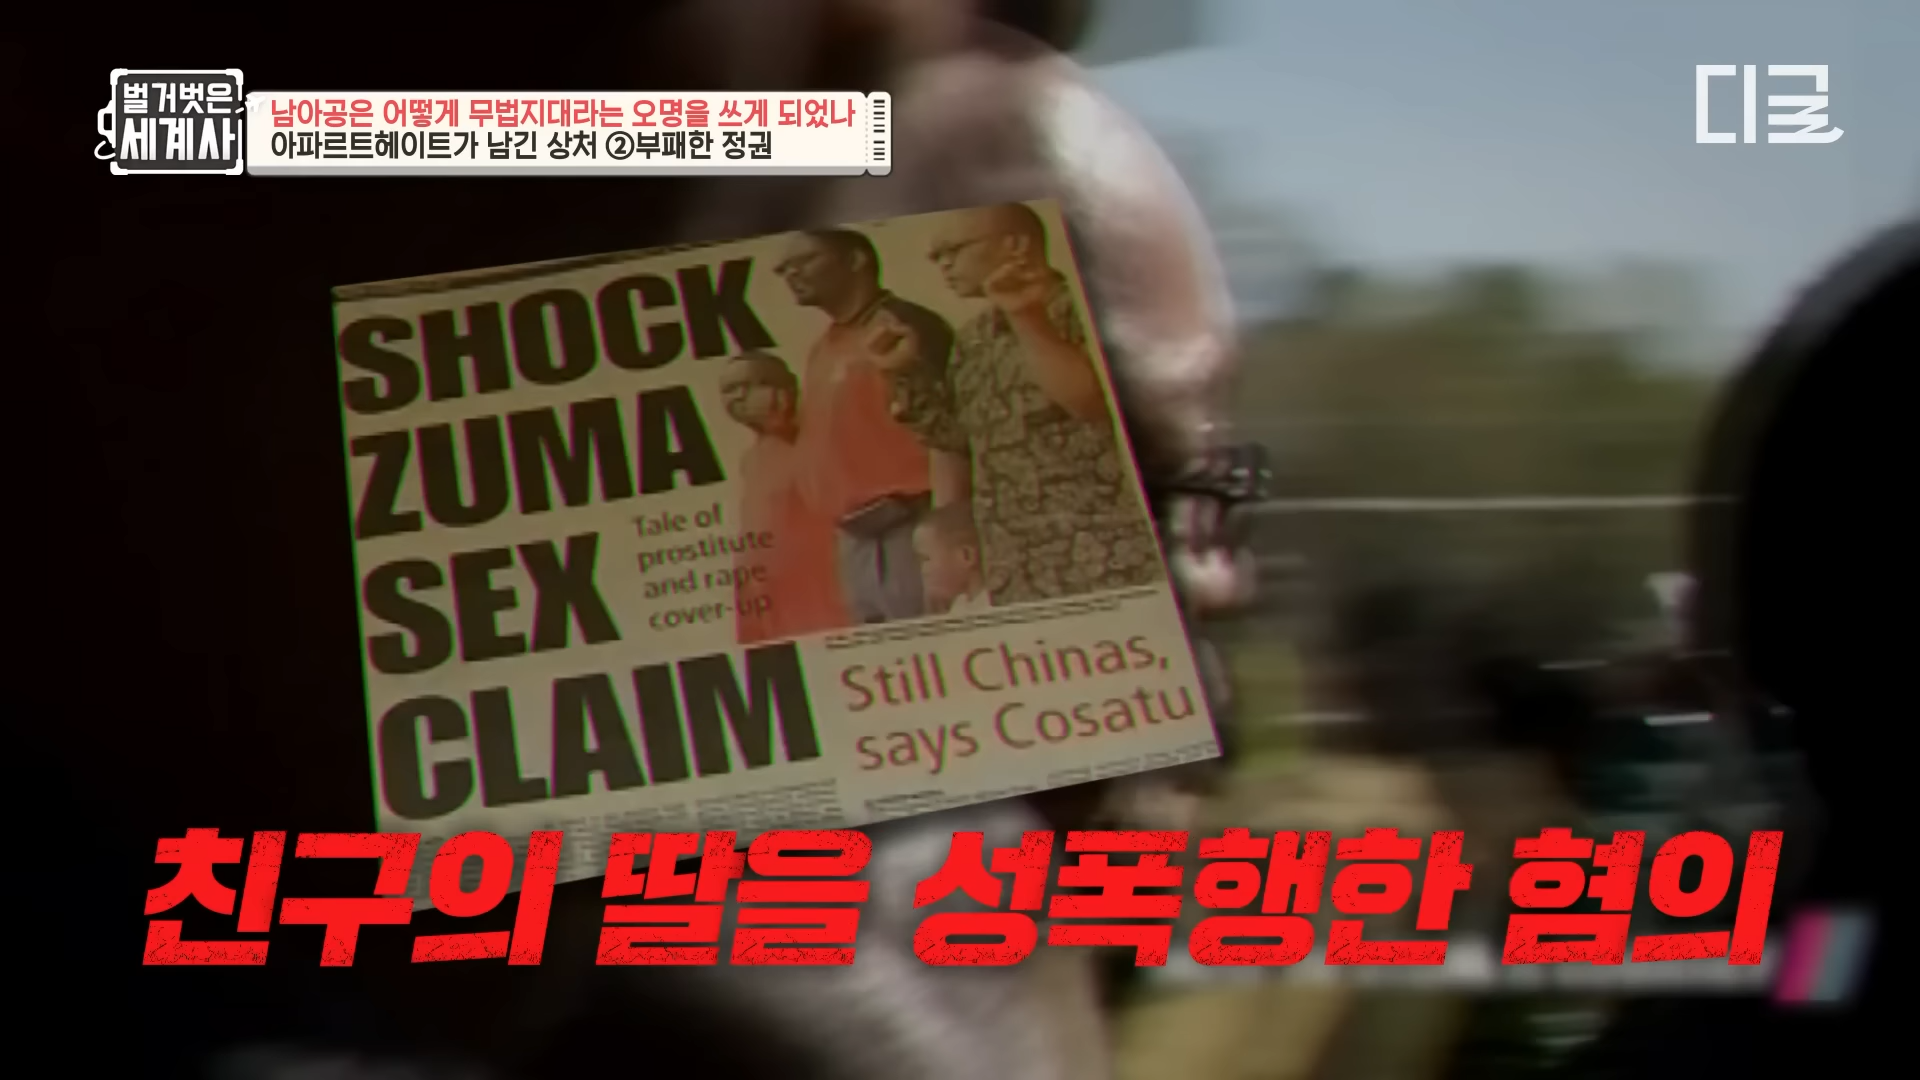 벌거벗은
세계사
남아공은 어떻게 무법지대라는 오명을 쓰게 되었나
아파르트헤이트가 남긴 상처 ②부패한 정권
디글
SHOCK
ZUMA
SEX
CLAIM
Tale of
prostitute
and rape
cover-up
Still Chinas,
says Cosatu
친구의 딸을 성폭행한 혐의